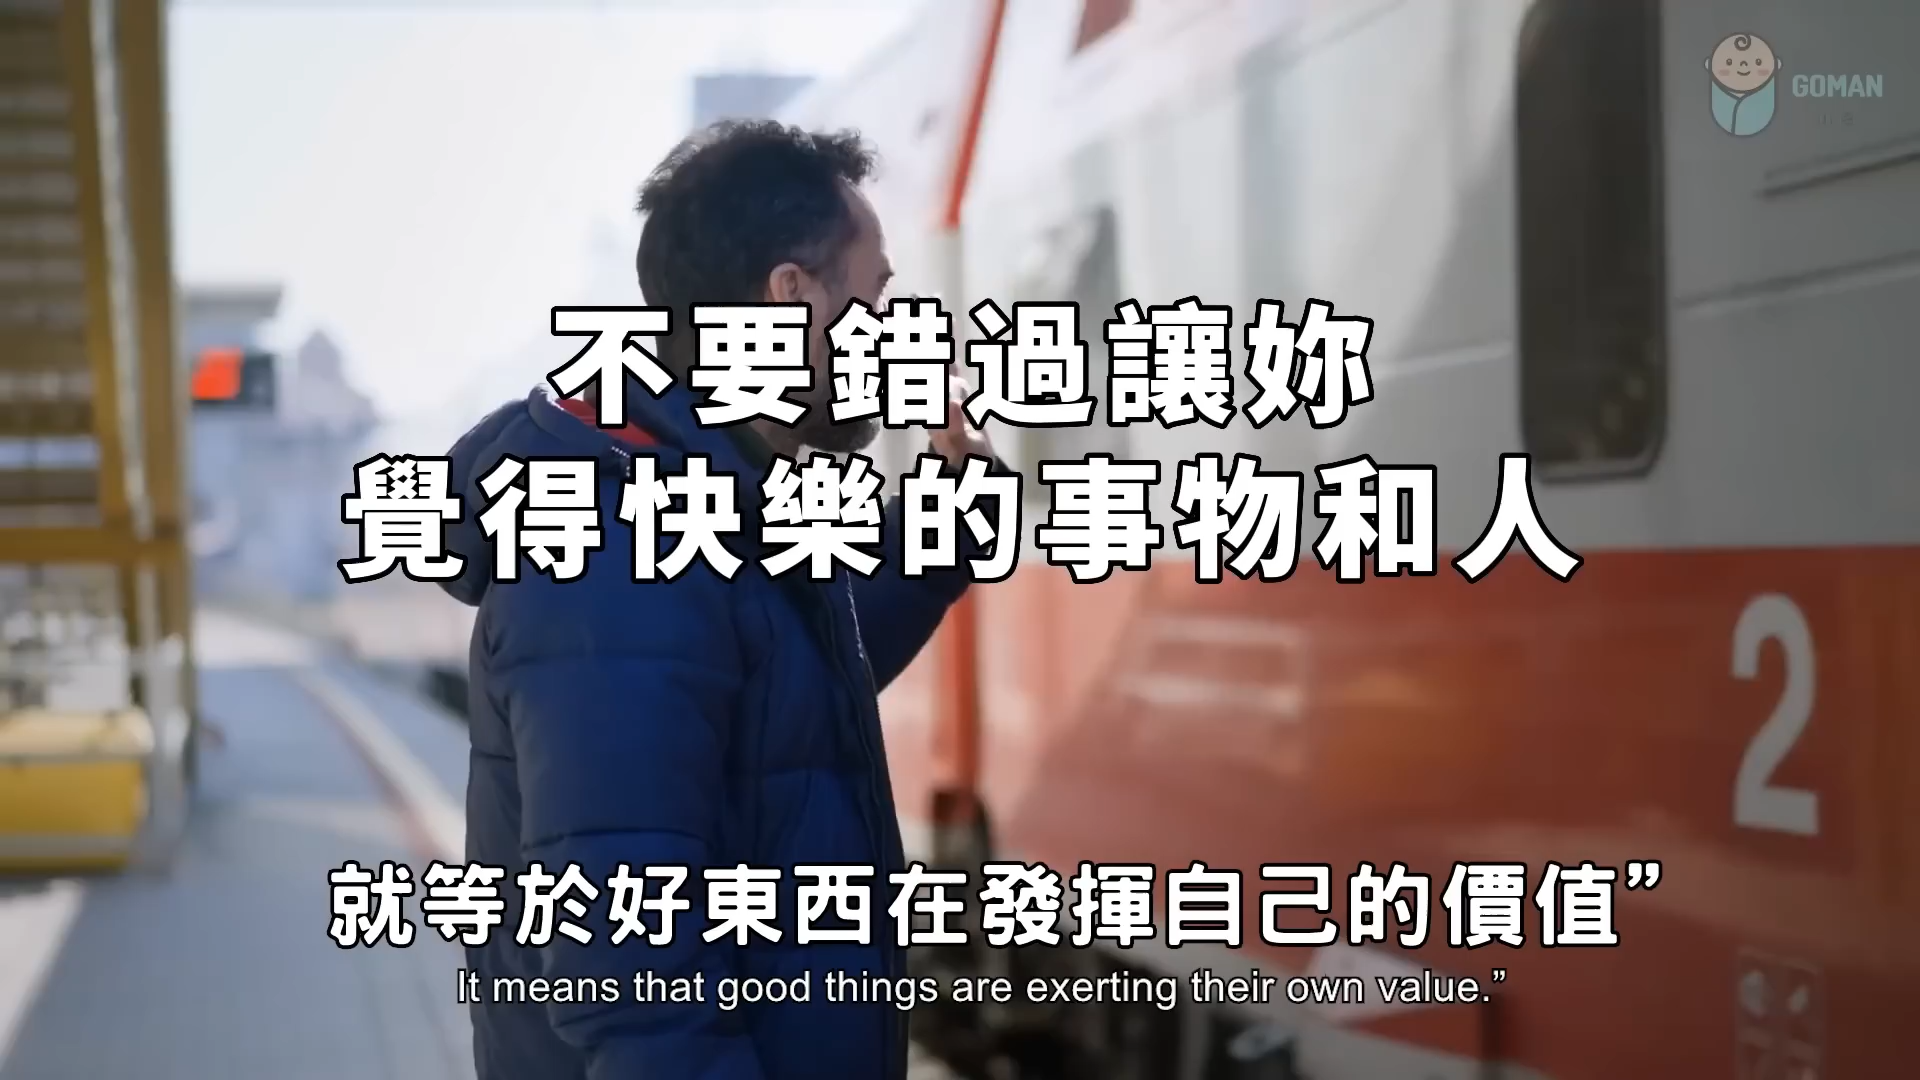 GOMAN
不要錯過讓妳
覺得快樂的事物和人
2
就等於好東西在發揮自己的價值”
It means that good things are exerting their own value.”